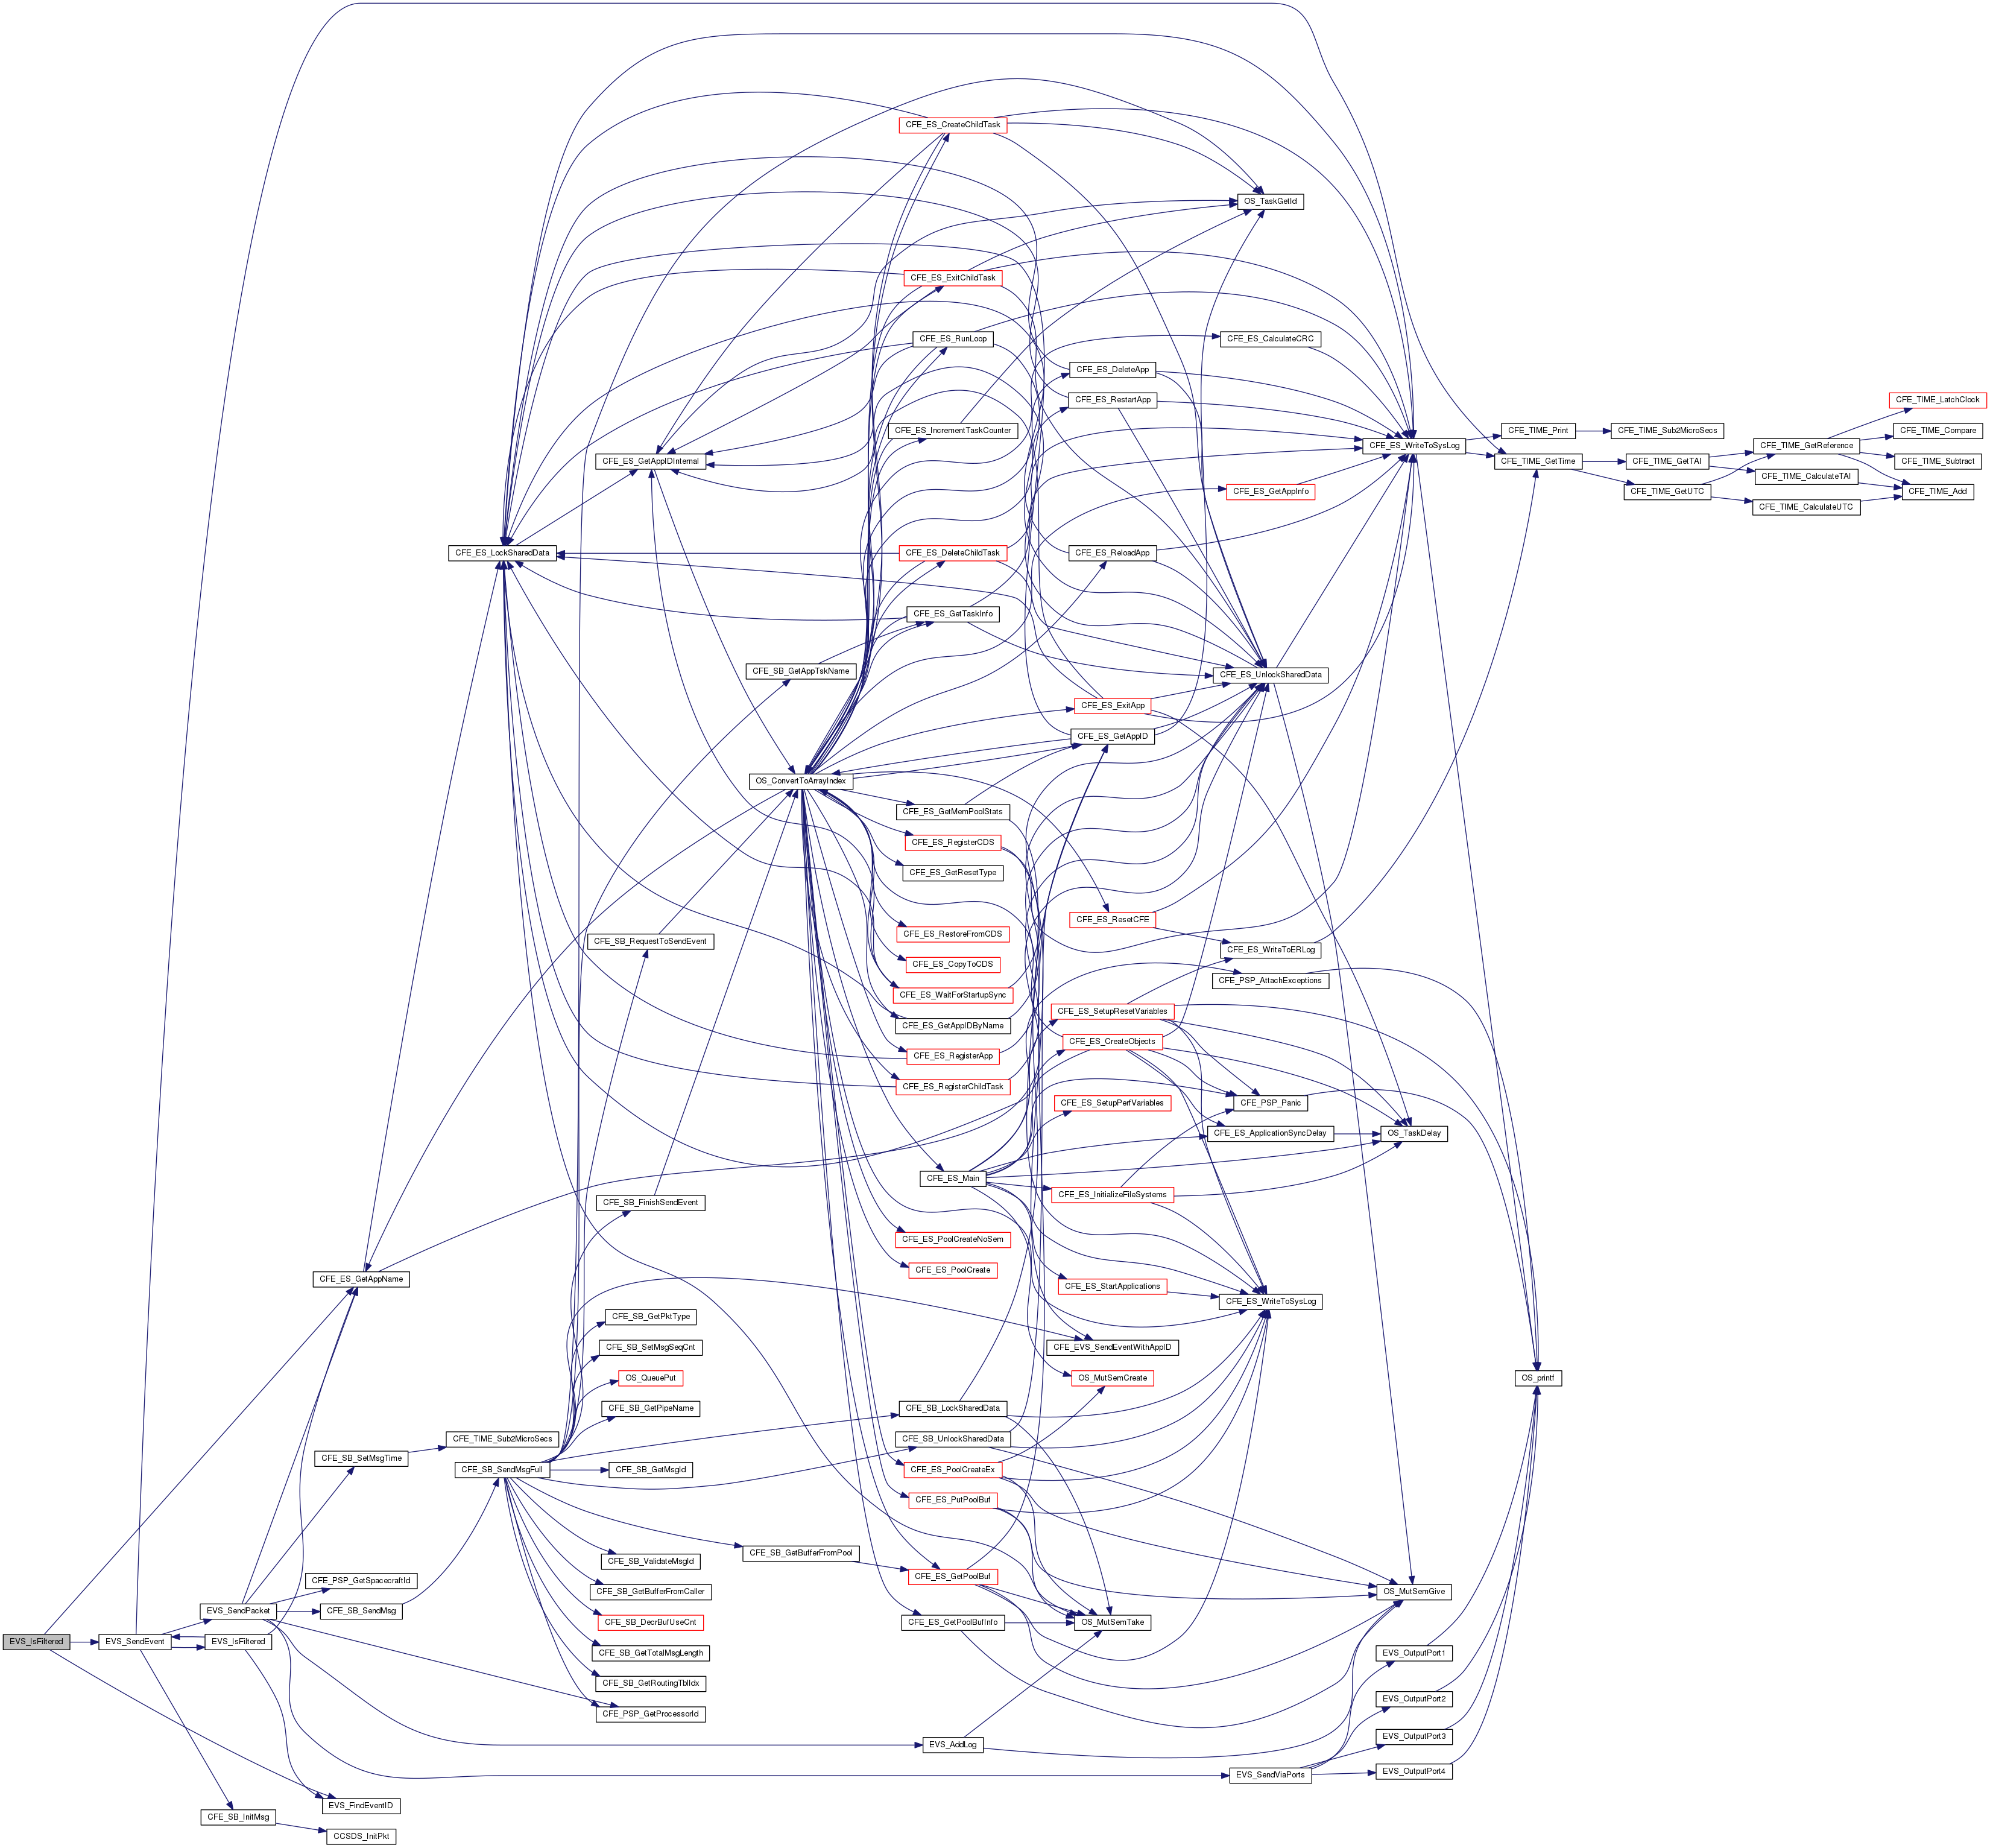 EVS_IsFiltered
EVS_SendEvent
EVS_SendPacket
EVS_IsFiltered
CFE_SB_InitMsg
CFE_ES_GetAppName
CFE_SB_SetMsgTime
CFE_PSP_GetSpacecraftId
CFE_SB_SendMsg
EVS_FindEventID
CCSDS_InitPkt
CFE_ES_LockSharedData
CFE_TIME_Sub2MicroSecs
CFE_SB_SendMsgFull
CFE_ES_GetAppIDInternal
CFE_SB_RequestToSendEvent
CFE_SB_FinishSendEvent
CFE_SB_GetPktType
CFE_SB_SetMsgSeqCnt
OS_QueuePut
CFE_SB_GetPipeName
CFE_SB_GetMsgId
CFE_SB_ValidateMsgId
CFE_SB_GetBufferFromCaller
CFE_SB_DecrBufUseCnt
CFE_SB_GetTotalMsgLength
CFE_SB_GetRoutingTblIdx
CFE_PSP_GetProcessorId
CFE_SB_GetAppTskName
OS_ConvertToArrayIndex
CFE_SB_GetBufferFromPool
CFE_ES_CreateChildTask
CFE_ES_ExitChildTask
CFE_ES_RunLoop
CFE_ES_IncrementTaskCounter
CFE_ES_DeleteChildTask
CFE_ES_GetTaskInfo
CFE_ES_GetMemPoolStats
CFE_ES_RegisterCDS
CFE_ES_GetResetType
CFE_ES_RestoreFromCDS
CFE_ES_CopyToCDS
CFE_ES_WaitForStartupSync
CFE_ES_GetAppIDByName
CFE_ES_RegisterApp
CFE_ES_RegisterChildTask
CFE_ES_Main
CFE_ES_PoolCreateNoSem
CFE_ES_PoolCreate
CFE_SB_LockSharedData
CFE_SB_UnlockSharedData
CFE_ES_PoolCreateEx
CFE_ES_PutPoolBuf
CFE_ES_GetPoolBuf
CFE_ES_GetPoolBufInfo
EVS_AddLog
CFE_ES_DeleteApp
CFE_ES_RestartApp
CFE_ES_ReloadApp
CFE_ES_ExitApp
CFE_ES_GetAppID
CFE_ES_ResetCFE
CFE_ES_SetupResetVariables
CFE_ES_CreateObjects
CFE_ES_SetupPerfVariables
CFE_ES_InitializeFileSystems
CFE_ES_StartApplications
CFE_EVS_SendEventWithAppID
OS_MutSemCreate
OS_MutSemTake
OS_TaskGetId
CFE_ES_CalculateCRC
CFE_ES_GetAppInfo
CFE_ES_UnlockSharedData
CFE_ES_WriteToERLog
CFE_PSP_AttachExceptions
CFE_PSP_Panic
CFE_ES_ApplicationSyncDelay
CFE_ES_WriteToSysLog
EVS_SendViaPorts
CFE_ES_WriteToSysLog
OS_TaskDelay
OS_MutSemGive
EVS_OutputPort1
EVS_OutputPort2
EVS_OutputPort3
EVS_OutputPort4
CFE_TIME_Print
CFE_TIME_GetTime
OS_printf
CFE_TIME_Sub2MicroSecs
CFE_TIME_GetTAI
CFE_TIME_GetUTC
CFE_TIME_GetReference
CFE_TIME_CalculateTAI
CFE_TIME_CalculateUTC
CFE_TIME_LatchClock
CFE_TIME_Compare
CFE_TIME_Subtract
CFE_TIME_Add